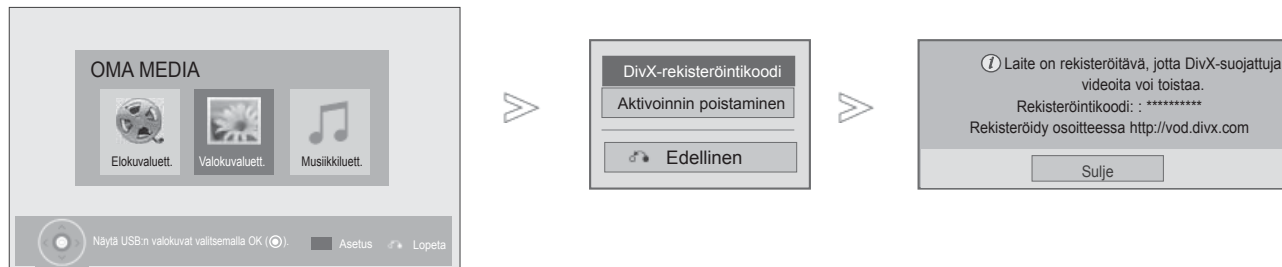 OMA MEDIA
Elokuvaluett.
Valokuvaluett.
Musiikkiluett.
Näytä USB:n valokuvat valitsemalla OK ( ).
Asetus
Lopeta
DivX-rekisteröintikoodi
Aktivoinnin poistaminen
Edellinen
Laite on rekisteröitävä, jotta DivX-suojattuja
videoita voi toistaa.
Rekisteröintikoodi: : **********
Rekisteröidy osoitteessa http://vod.divx.com
Sulje